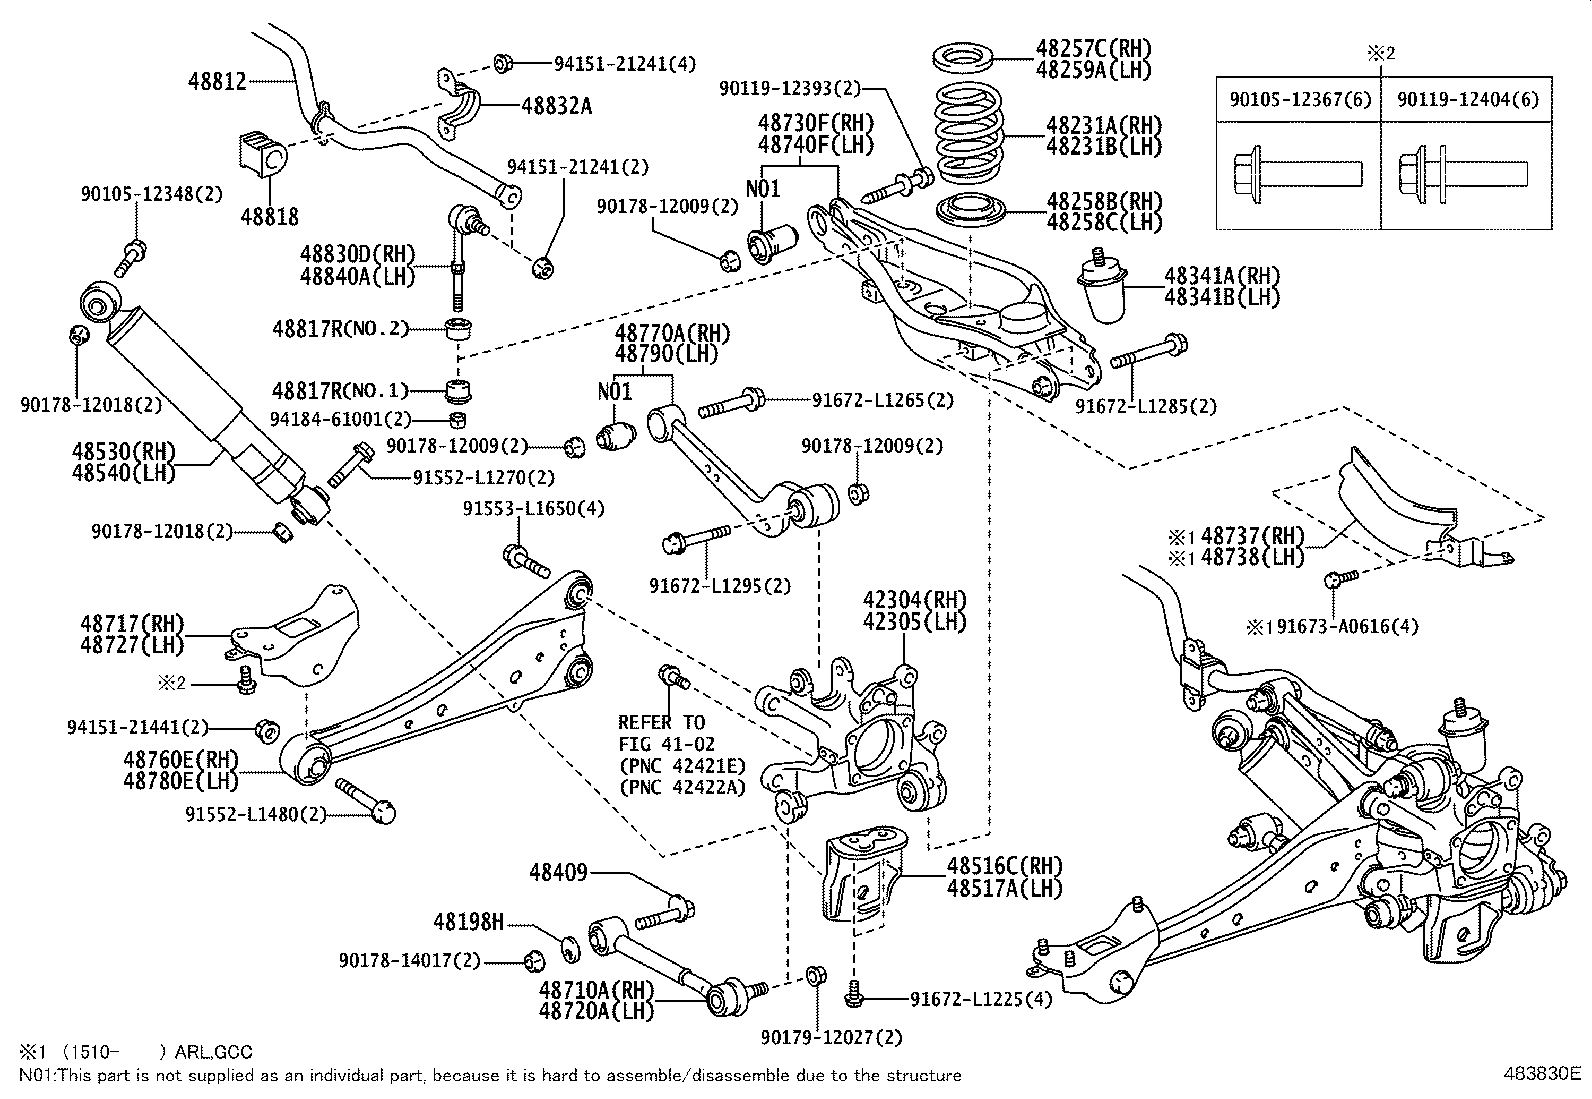 48812
94151-21241(4)
48832A
48818
90105-12348(2)
94151-21241(2)
90119-12393(2)
48730F(RH)
48740F(LH)
N01
90178-12009(2)
48257C(RH)
48259A(LH)
48231A(RH)
48231B(LH)
48258B(RH)
48258C(LH)
※2
90105-12367(6)
90119-12404(6)
48341A(RH)
48341B(LH)
48830D(RH)
48840A(LH)
48817R(NO.2)
48817R(NO.1)
94184-61001(2)
48770A(RH)
48790(LH)
N01
91672-L1265(2)
91672-L1285(2)
90178-12018(2)
90178-12009(2)
90178-12009(2)
48530(RH)
48540(LH)
91552-L1270(2)
91553-L1650(4)
90178-12018(2)
91672-L1295(2)
※1 48737(RH)
※1 48738(LH)
※191673-A0616(4)
48717(RH)
48727(LH)
※2
42304(RH)
42305(LH)
94151-21441(2)
48760E(RH)
48780E(LH)
91552-L1480(2)
REFER TO
FIG 41-02
(PNC 42421E)
(PNC 42422A)
48409
48198H
90178-14017(2)
48516C(RH)
48517A(LH)
48710A(RH)
48720A(LH)
91672-L1225(4)
90179-12027(2)
※1 (1510-    ) ARL,GCC
N01:This part is not supplied as an individual part, because it is hard to assemble/disassemble due to the structure
483830E